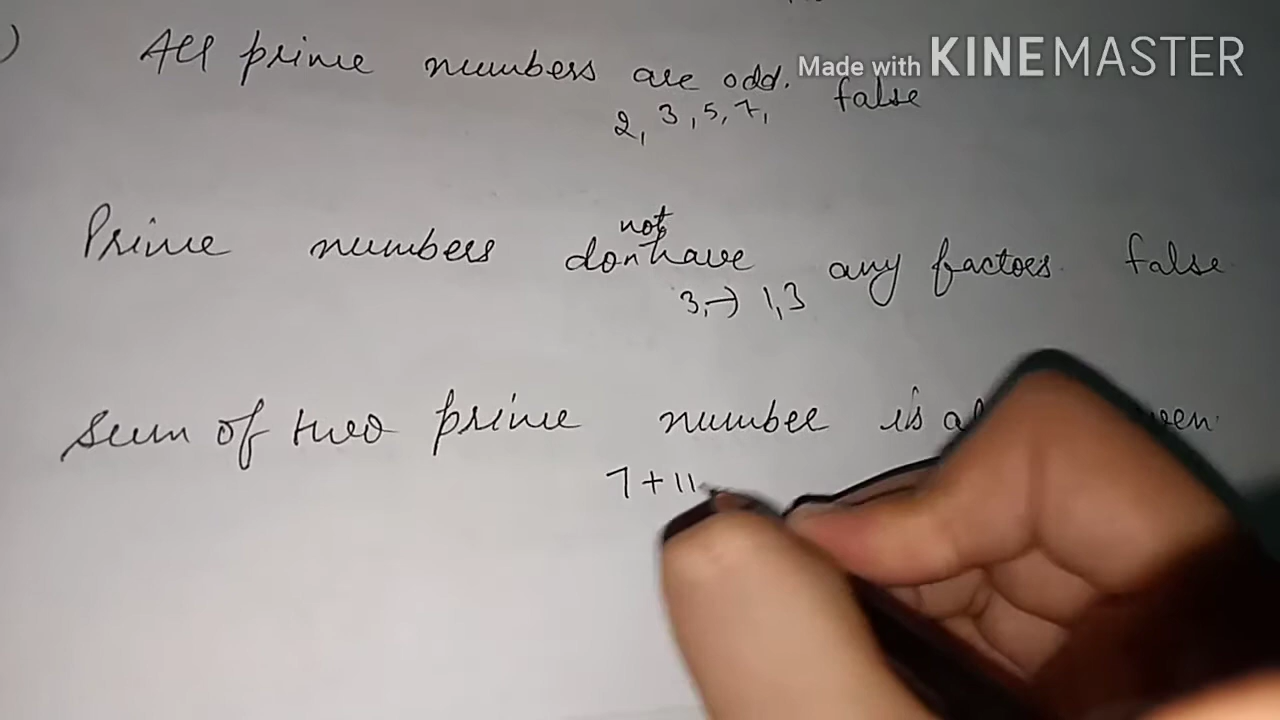 ) All prime numbers are odd. false
Made with KINEMASTER
2, 3, 5, 7,
not
Prime numbers don have any factors. false
3, → 1,3
sum of two prime number is
7 + 11